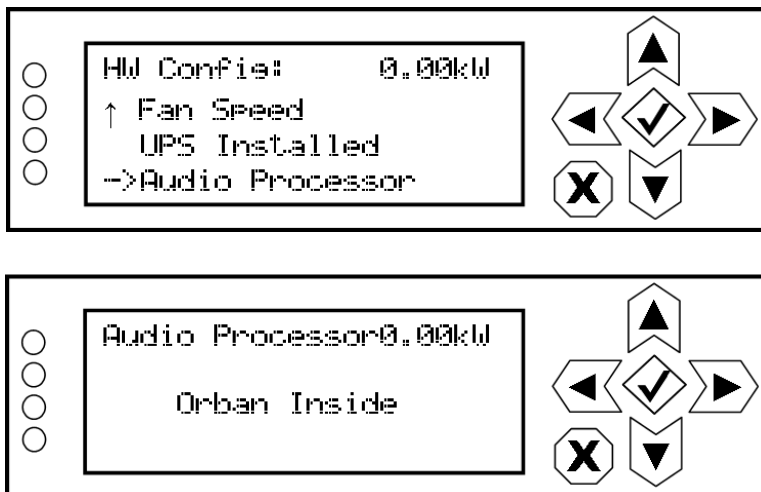 HW Config: 0.00kW
↑ Fan Speed
UPS Installed
->Audio Processor
X
Audio Processor0.00kW
Orban Inside
X